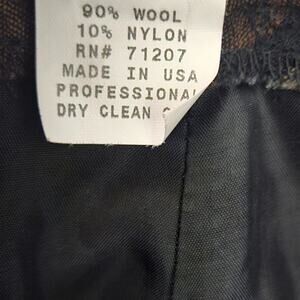 90% WOOL
10% NYLON
RN# 71207
MADE IN USA
PROFESSIONAL
DRY CLEAN